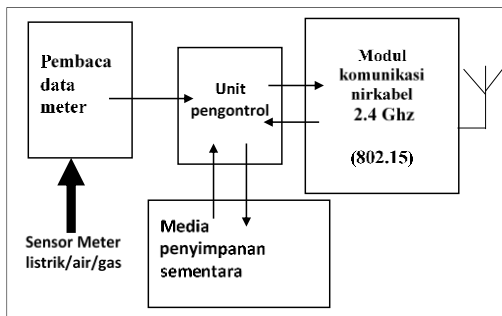 Pembaca
data
meter
Unit
pengontrol
Modul
komunikasi
nirkabel
2.4 Ghz
(802.15)
Sensor Meter
listrik/air/gas
Media
penyimpanan
sementara